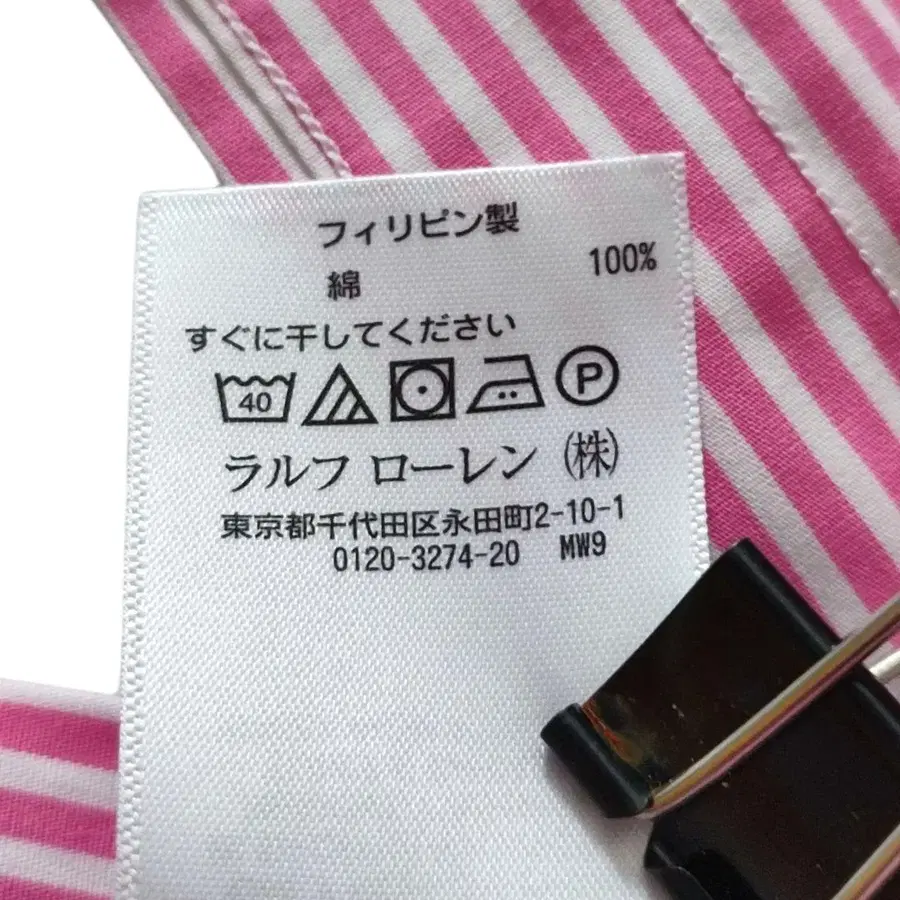 フィリピン製
綿 100%
すぐに干してください
40 P
ラルフ ローレン ㈱
東京都千代田区永田町2-10-1
0120-3274-20 MW9